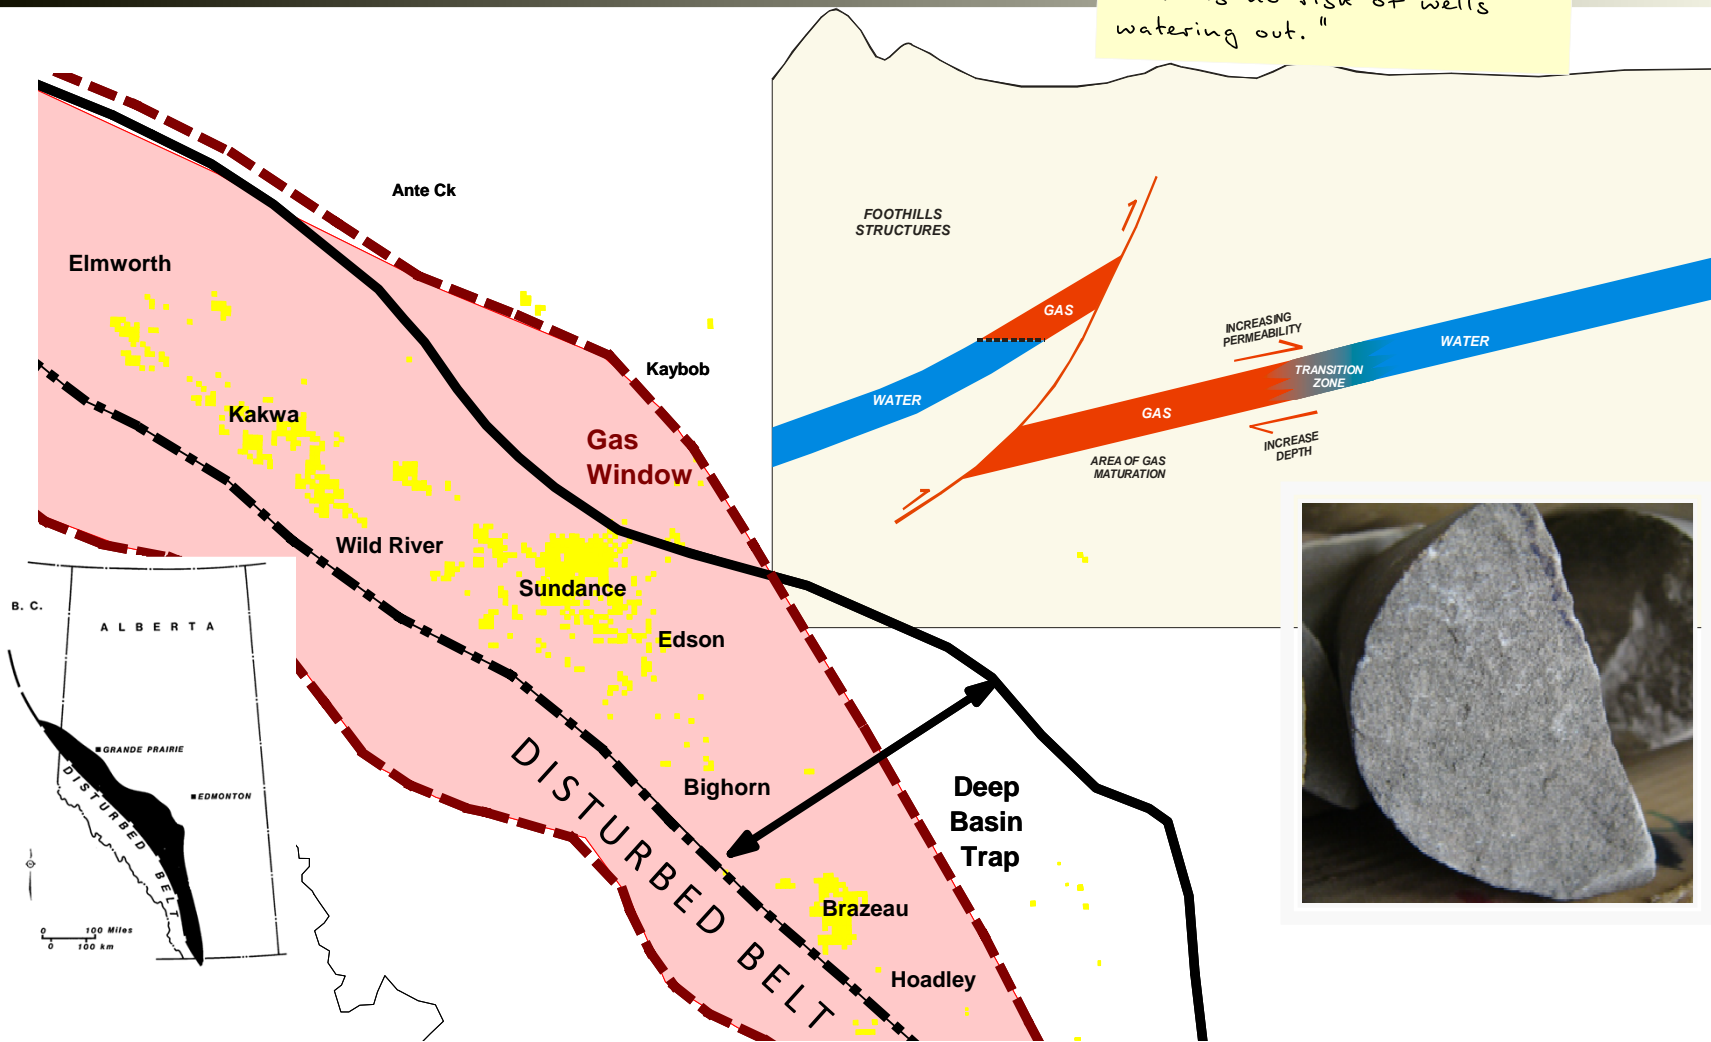 watering out."
Ante Ck
FOOTHILLS
STRUCTURES
Elmworth
GAS
INCREASING
PERMEABILITY
WATER
Kaybob
TRANSITION
ZONE
WATER
Kakwa
GAS
Gas
Window
INCREASE
DEPTH
AREA OF GAS
MATURATION
Wild River
Sundance
Edson
B. C.
ALBERTA
GRANDE PRAIRIE
EDMONTON
DISTURBED BELT
0 100 Miles
0 100 km
DISTURBED BELT
Bighorn
Deep
Basin
Trap
Brazeau
Hoadley